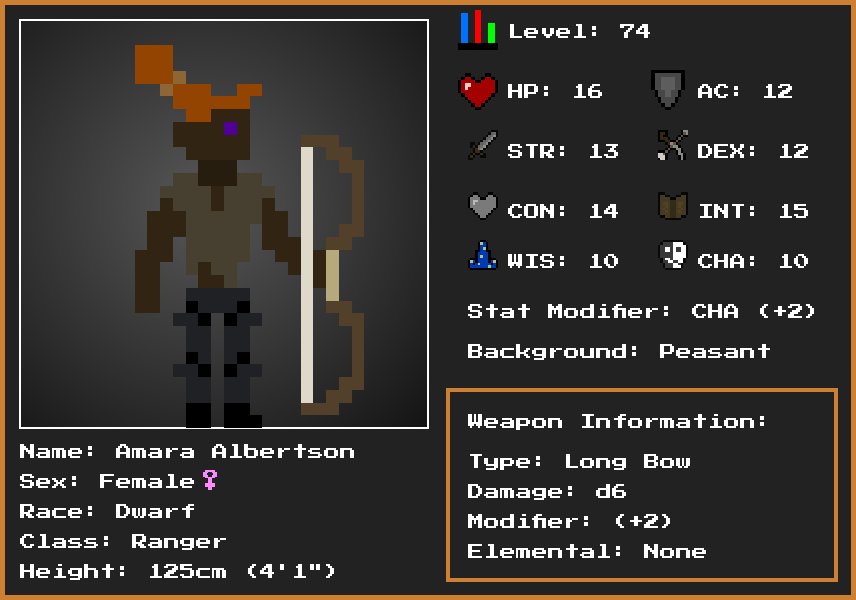 Level: 74
HP: 16
AC: 12
STR: 13
DEX: 12
CON: 14
INT: 15
WIS: 10
CHA: 10
Stat Modifier: CHA (+2)
Background: Peasant
Weapon Information:
Type: Long Bow
Damage: d6
Modifier: (+2)
Elemental: None
Name: Amara Albertson
Sex: Female♀
Race: Dwarf
Class: Ranger
Height: 125cm (4'1")